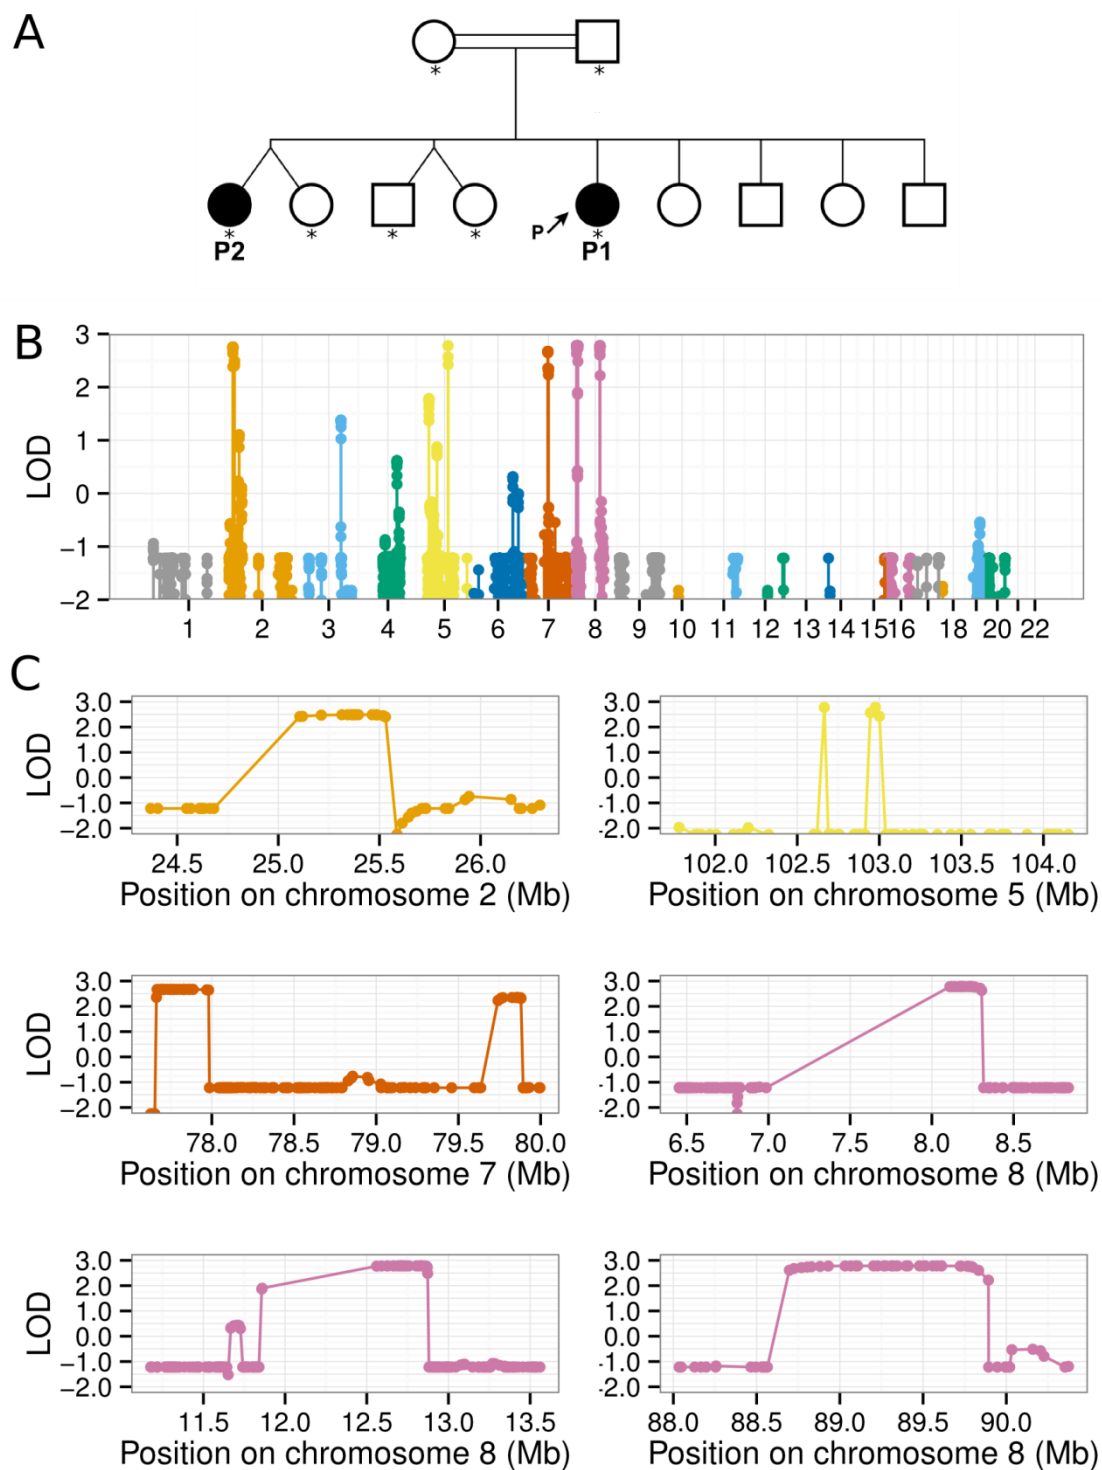 A
* *
P
* * * * *
P2 P1
B
LOD
3
2
1
0
−1
−2
1 2 3 4 5 6 7 8 9 10 11 12 13 14 15 16 18 20 22
C
LOD
3.0
2.0
1.0
0.0
−1.0
−2.0
24.5 25.0 25.5 26.0
Position on chromosome 2 (Mb)
3.0
2.0
1.0
0.0
-1.0
-2.0
102.0 102.5 103.0 103.5 104.0
Position on chromosome 5 (Mb)
LOD
3.0
2.0
1.0
0.0
−1.0
−2.0
78.0 78.5 79.0 79.5 80.0
Position on chromosome 7 (Mb)
3.0
2.0
1.0
0.0
-1.0
-2.0
6.5 7.0 7.5 8.0 8.5
Position on chromosome 8 (Mb)
LOD
3.0
2.0
1.0
0.0
−1.0
−2.0
11.5 12.0 12.5 13.0 13.5
Position on chromosome 8 (Mb)
3.0
2.0
1.0
0.0
-1.0
-2.0
88.0 88.5 89.0 89.5 90.0
Position on chromosome 8 (Mb)